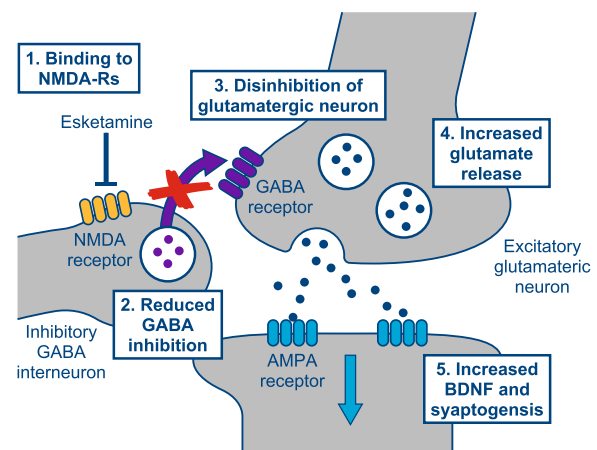 1. Binding to
NMDA-Rs
Esketamine
3. Disinhibition of
glutamatergic neuron
4. Increased
glutamate
release
GABA
receptor
NMDA
receptor
Excitatory
glutamateric
neuron
2. Reduced
GABA
inhibition
Inhibitory
GABA
interneuron
AMPA
receptor
5. Increased
BDNF and
syaptogensis